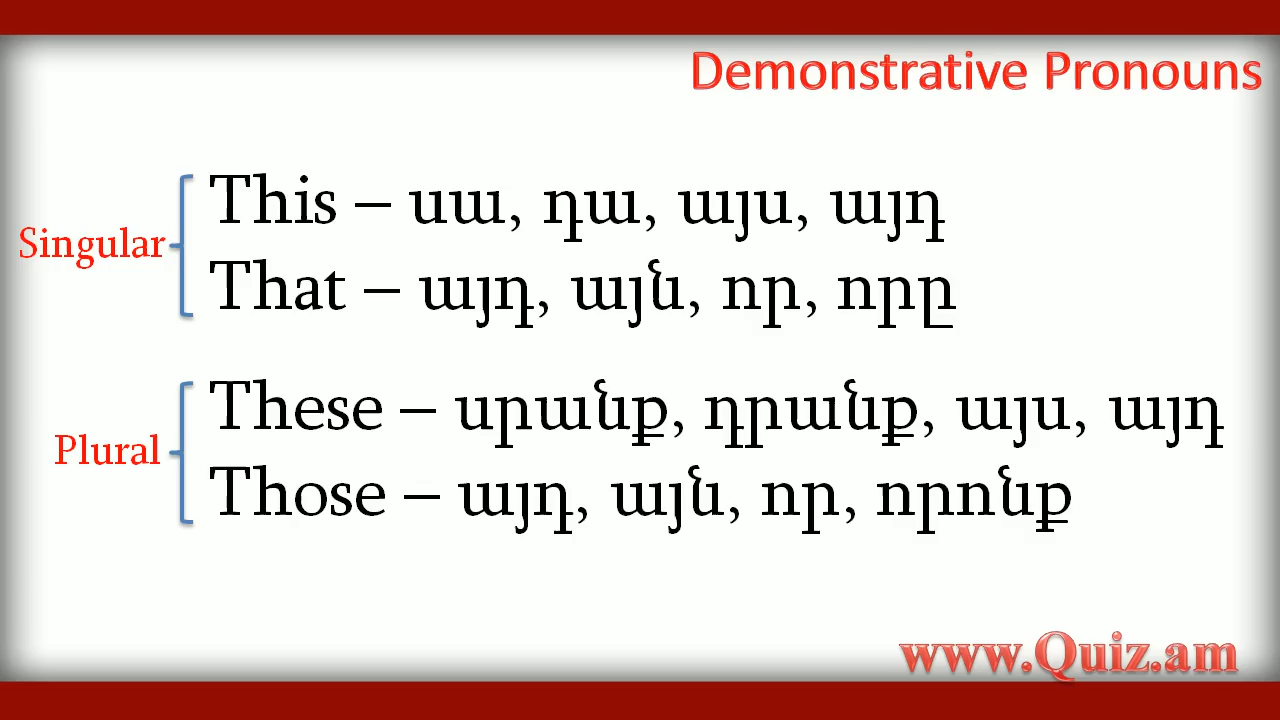 Demonstrative Pronouns
Singular
This – սա, դա, այս, այդ
That – այդ, այն, որ, որը
Plural
These – սրանք, դրանք, այս, այդ
Those – այդ, այն, որ, որոնք
www.Quiz.am